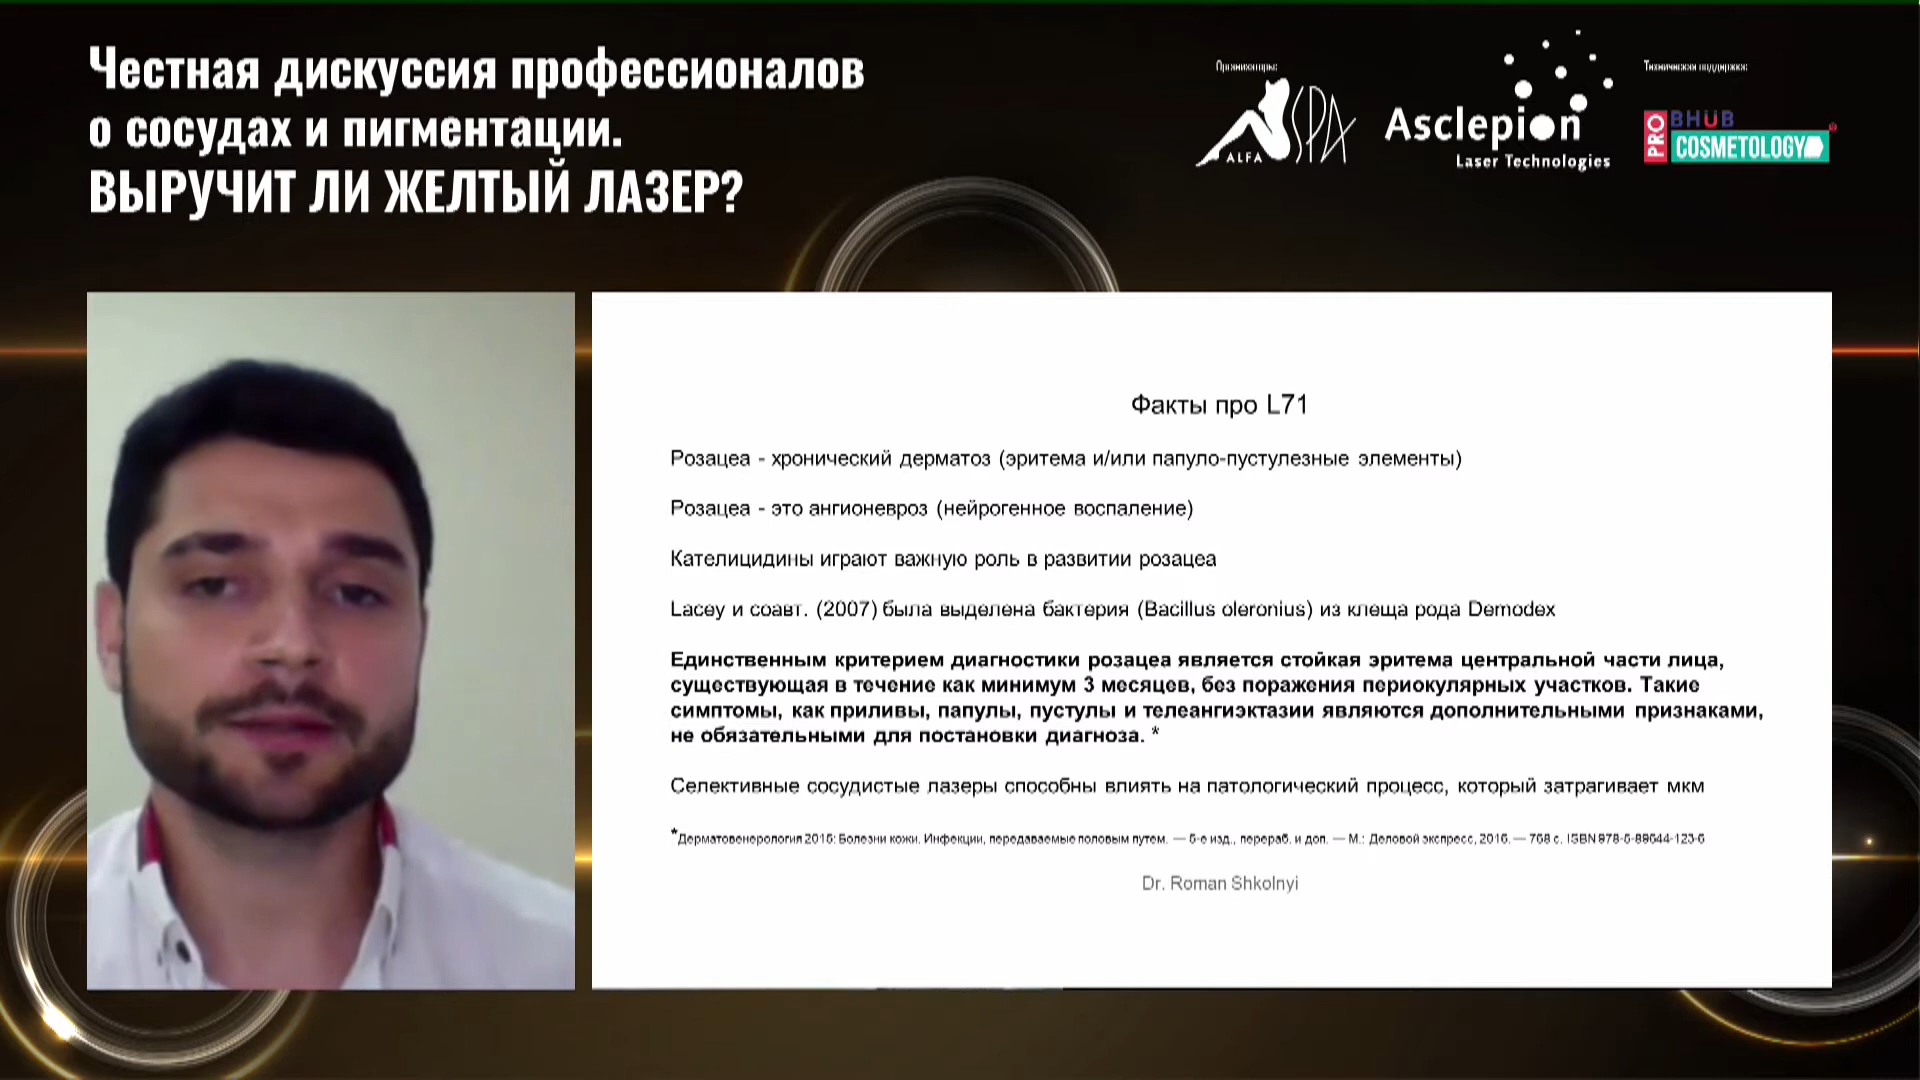 Честная дискуссия профессионалов
о сосудах и пигментации.
ВЫРУЧИТ ЛИ ЖЕЛТЫЙ ЛАЗЕР?
Организаторы:
ALFA SPA
Asclepion
Laser Technologies
Техническая поддержка:
PRO
BHUB
COSMETOLOGY
Факты про L71
Розацеа - хронический дерматоз (эритема и/или папуло-пустулезные элементы)
Розацеа - это ангионевроз (нейрогенное воспаление)
Кателицидины играют важную роль в развитии розацеа
Lacey и соавт. (2007) была выделена бактерия (Bacillus oleronius) из клеща рода Demodex
Единственным критерием диагностики розацеа является стойкая эритема центральной части лица,
существующая в течение как минимум 3 месяцев, без поражения периокулярных участков. Такие
симптомы, как приливы, папулы, пустулы и телеангиэктазии являются дополнительными признаками,
не обязательными для постановки диагноза. *
Селективные сосудистые лазеры способны влиять на патологический процесс, который затрагивает мкм
*Дерматовенерология 2015: Болезни кожи. Инфекции, передаваемые половым путем. — 5-е изд., перераб. и доп. — М.: Деловой экспресс, 2016. — 768 с. ISBN 978-5-89644-123-6
Dr. Roman Shkolnyi